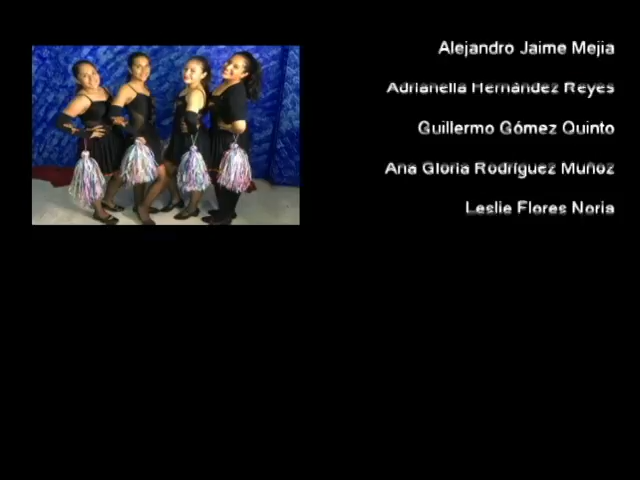 Alejandro Jaime Mejia
Adrianella Hernández Reyes
Guillermo Gómez Quinto
Ana Gloria Rodríguez Muñoz
Leslie Flores Noria